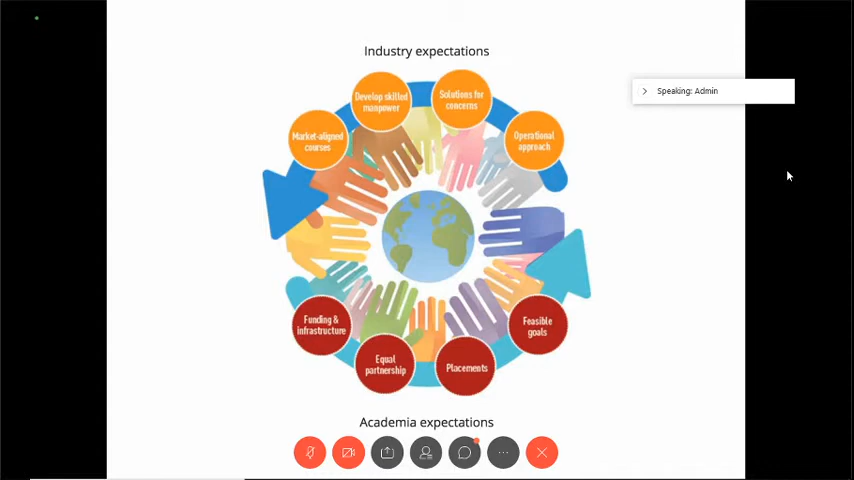 Industry expectations
Speaking: Admin
Develop skilled
manpower
Solutions for
concerns
Market-aligned
courses
Operational
approach
Funding &
infrastructure
Feasible
goals
Equal
partnership
Placements
Academia expectations